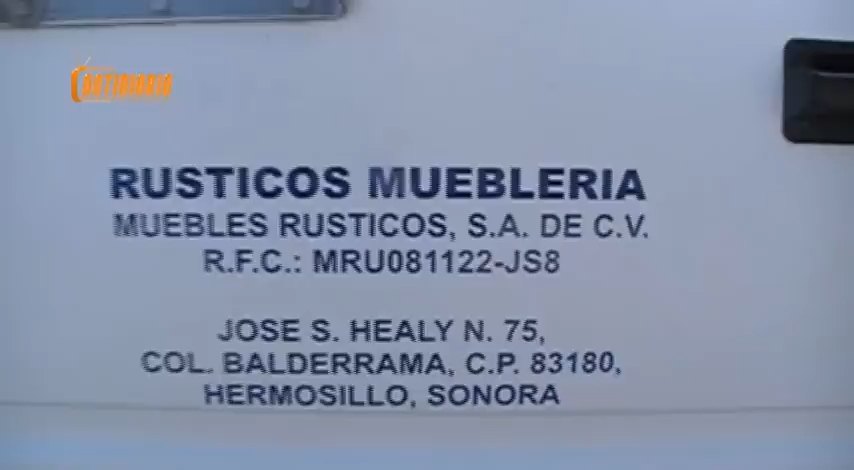 RUSTICOS MUEBLERIA
MUEBLES RUSTICOS, S.A. DE C.V.
R.F.C.: MRU081122-JS8
JOSE S. HEALY N. 75,
COL. BALDERRAMA, C.P. 83180,
HERMOSILLO, SONORA